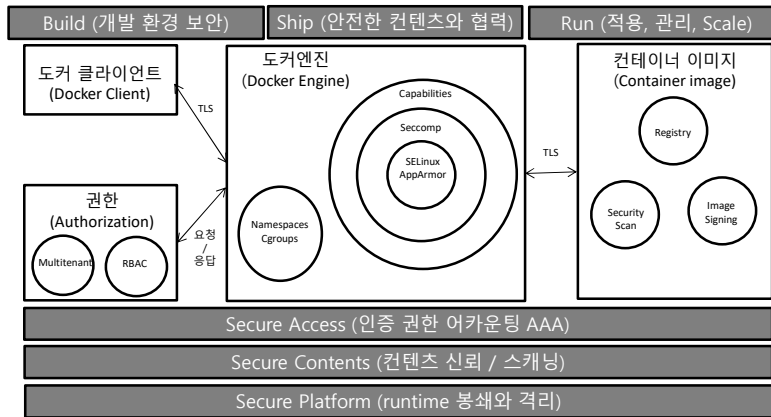 Build (개발 환경 보안)
Ship (안전한 컨텐츠와 협력)
Run (적용, 관리, Scale)
도커 클라이언트
(Docker Client)
TLS
권한
(Authorization)
Multitenant
RBAC
요청
/
응답
도커엔진
(Docker Engine)
Capabilities
Seccomp
SELinux
AppArmor
Namespaces
Cgroups
TLS
컨테이너 이미지
(Container image)
Registry
Security
Scan
Image
Signing
Secure Access (인증 권한 어카운팅 AAA)
Secure Contents (컨텐츠 신뢰 / 스캐닝)
Secure Platform (runtime 봉쇄와 격리)